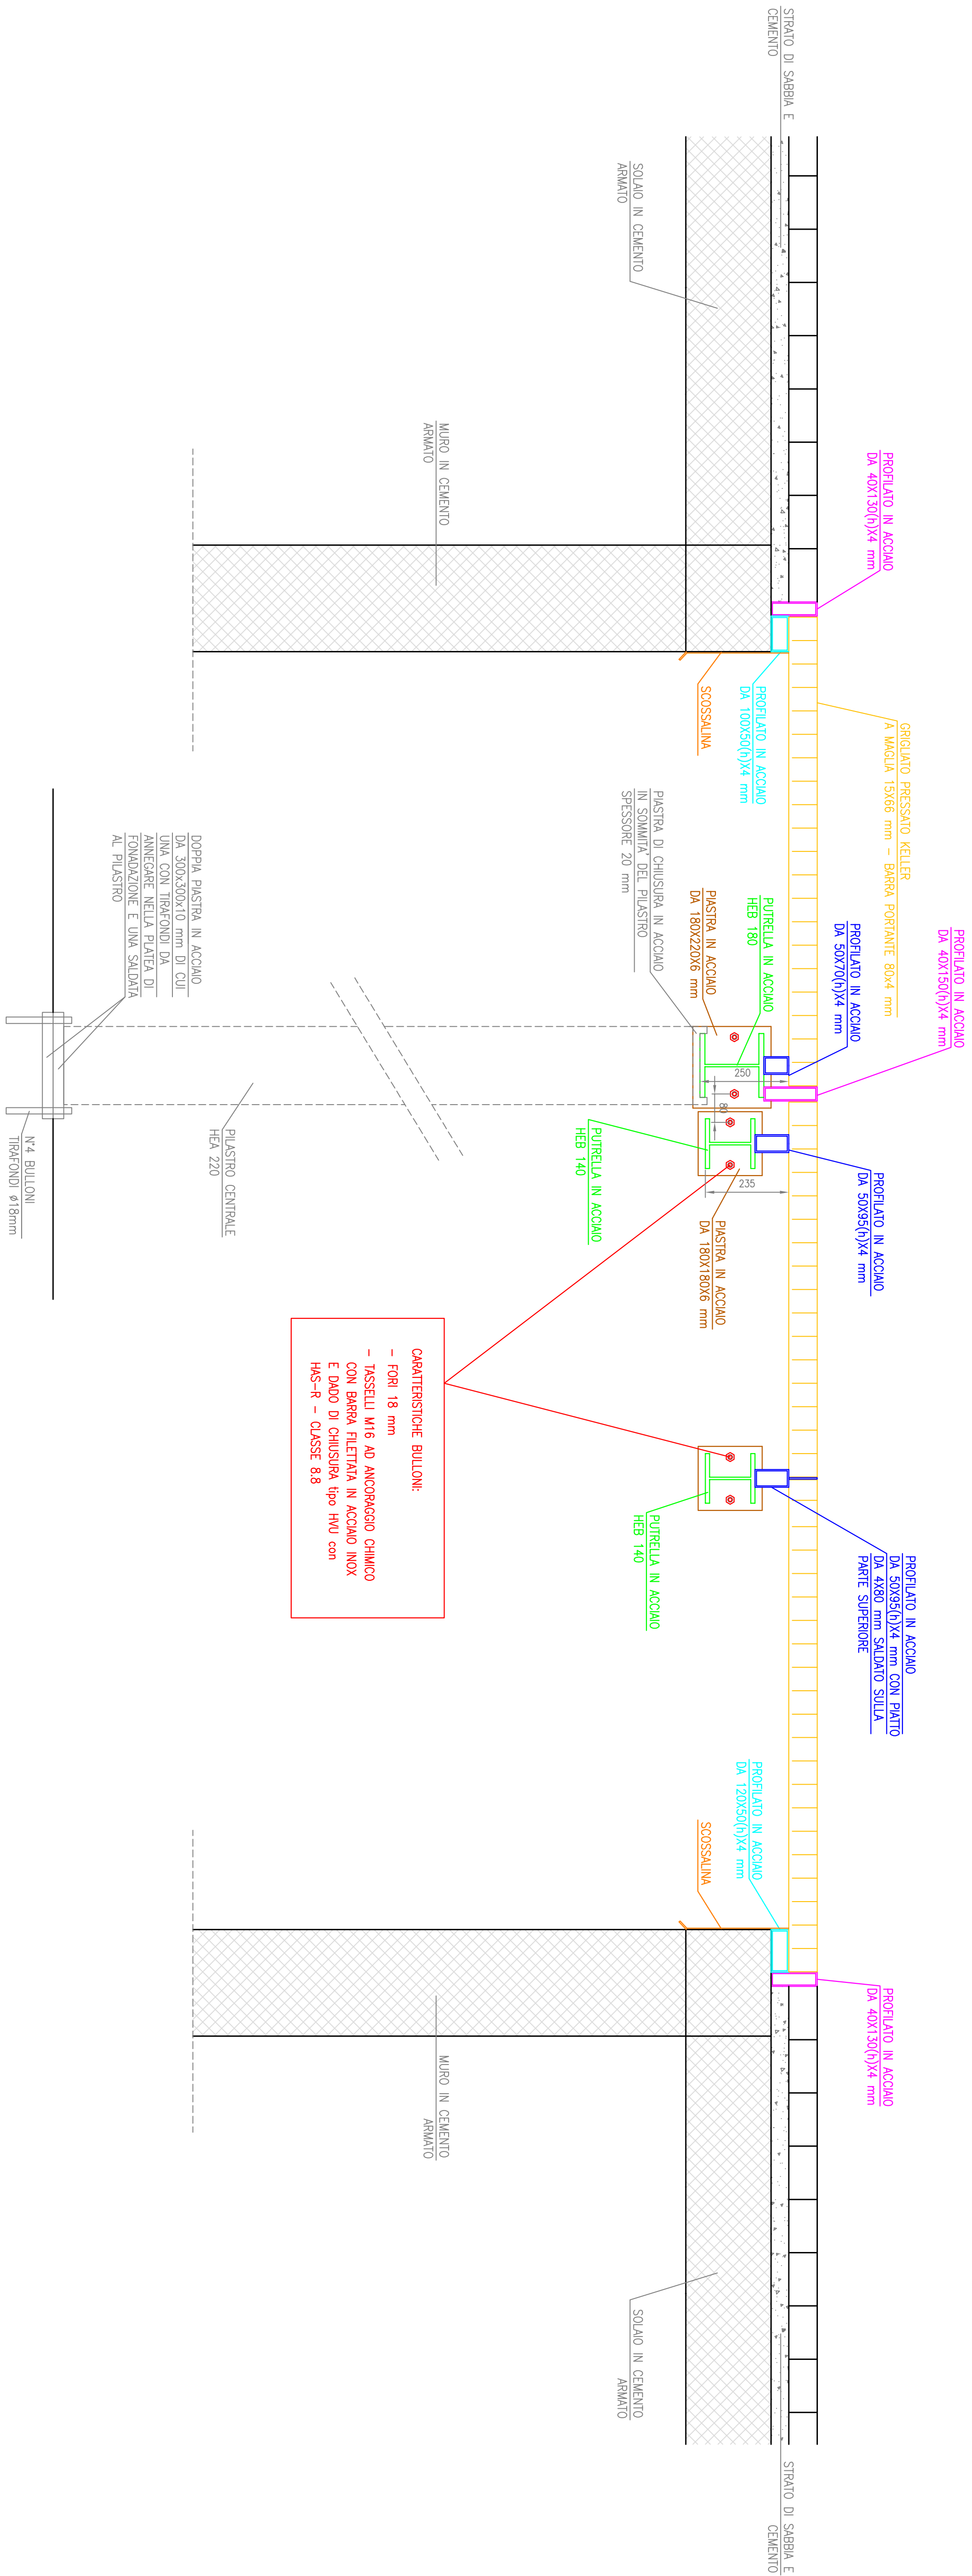 STRATO DI SABBIA E
CEMENTO
SOLAIO IN CEMENTO
ARMATO
MURO IN CEMENTO
ARMATO
PROFILATO IN ACCIAIO
DA 40X130(h)X4 mm
PROFILATO IN ACCIAIO
DA 100X50(h)X4 mm
SCOSSALINA
GRIGLIATO PRESSATO KELLER
A MAGLIA 15X66 mm - BARRA PORTANTE 80x4 mm
PIASTRA DI CHIUSURA IN ACCIAIO
IN SOMMITA' DEL PILASTRO
SPESSORE 20 mm
PIASTRA IN ACCIAIO
DA 180X220X6 mm
PUTRELLA IN ACCIAIO
HEB 180
PROFILATO IN ACCIAIO
DA 50X70(h)X4 mm
PROFILATO IN ACCIAIO
DA 40X150(h)X4 mm
250
80
235
DOPPIA PIASTRA IN ACCIAIO
DA 300x300x10 mm DI CUI
UNA CON TIRAFONDI DA
ANNEGARE NELLA PLATEA DI
FONADAZIONE E UNA SALDATA
AL PILASTRO
PILASTRO CENTRALE
HEA 220
N°4 BULLONI
TIRAFONDI ø18mm
PUTRELLA IN ACCIAIO
HEB 140
PIASTRA IN ACCIAIO
DA 180X180X6 mm
PROFILATO IN ACCIAIO
DA 50X95(h)X4 mm
CARATTERISTICHE BULLONI:
- FORI 18 mm
- TASSELLI M16 AD ANCORAGGIO CHIMICO
CON BARRA FILETTATA IN ACCIAIO INOX
E DADO DI CHIUSURA tipo HVU con
HAS-R - CLASSE 8.8
PUTRELLA IN ACCIAIO
HEB 140
PROFILATO IN ACCIAIO
DA 50X95(h)X4 mm CON PIATTO
DA 4X80 mm SALDATO SULLA
PARTE SUPERIORE
PROFILATO IN ACCIAIO
DA 120X50(h)X4 mm
SCOSSALINA
PROFILATO IN ACCIAIO
DA 40X130(h)X4 mm
MURO IN CEMENTO
ARMATO
SOLAIO IN CEMENTO
ARMATO
STRATO DI SABBIA E
CEMENTO